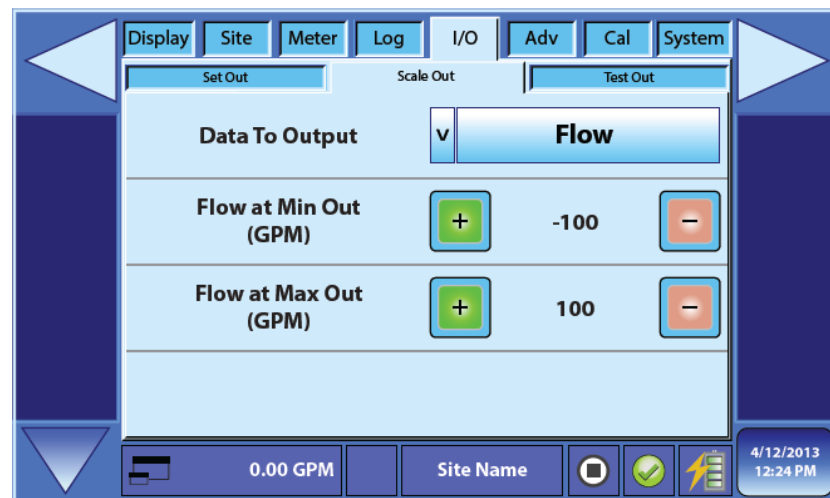 Display Site Meter Log I/O Adv Cal System
Set Out Scale Out Test Out
Data To Output v Flow
Flow at Min Out
(GPM)
+ -100 −
Flow at Max Out
(GPM)
+ 100 −
0.00 GPM Site Name
4/12/2013
12:24 PM